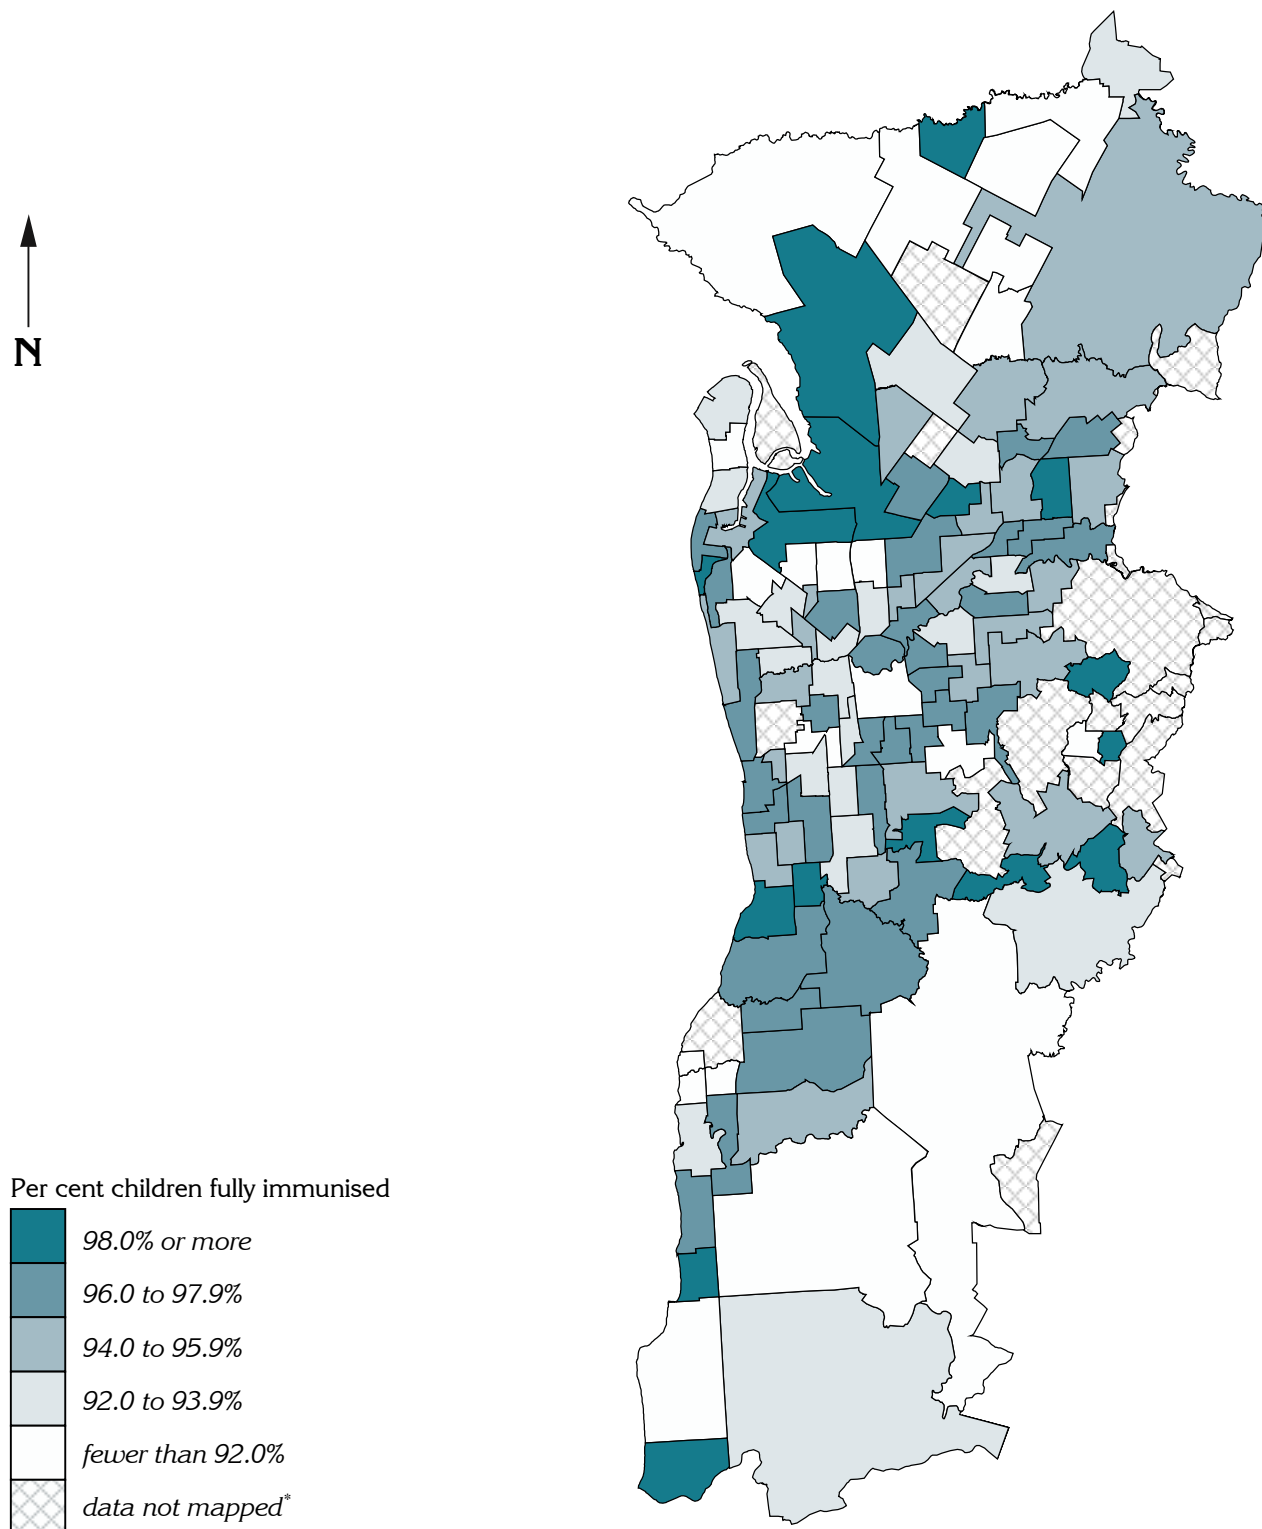 N
Per cent children fully immunised
98.0% or more
96.0 to 97.9%
94.0 to 95.9%
92.0 to 93.9%
fewer than 92.0%
data not mapped*